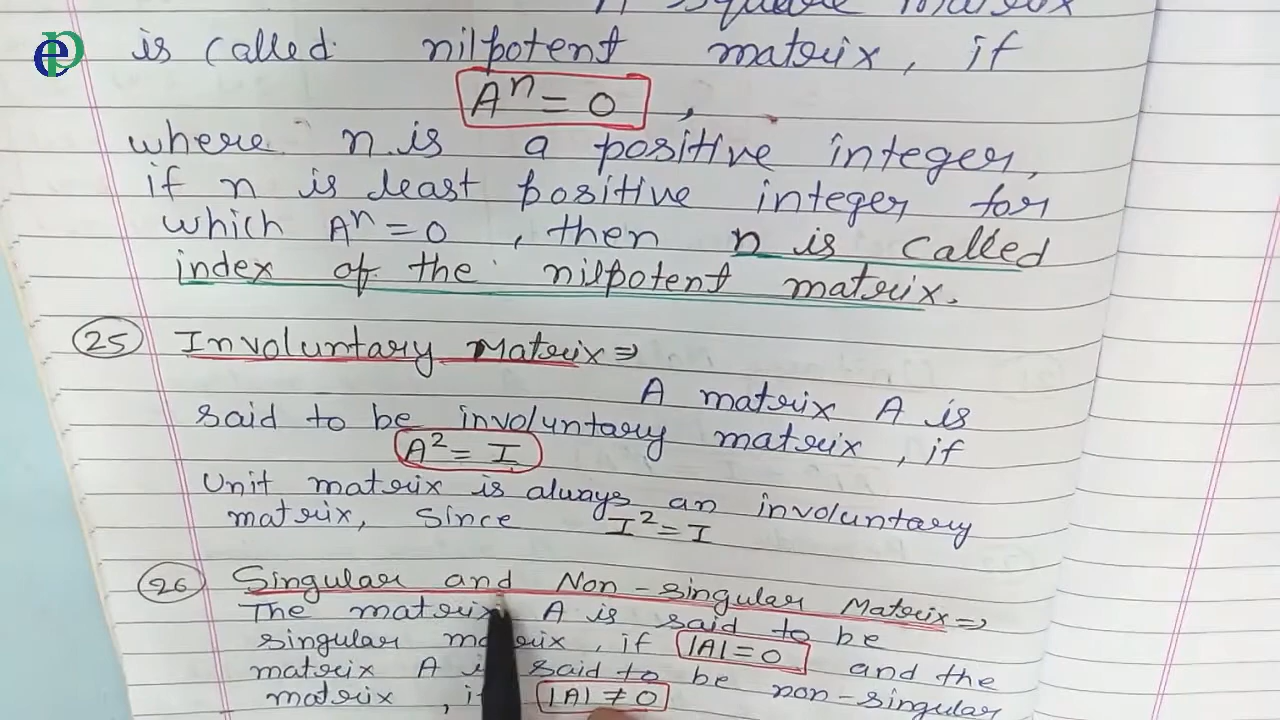 A square matrix
is called nilpotent matrix, if
Aⁿ = 0 ,
where n is a positive integer,
if n is least positive integer for
which Aⁿ = 0 , then n is called
index of the nilpotent matrix.
25 Involuntary Matrix ⇒
A matrix A is
said to be involuntary matrix, if
A² = I
Unit matrix is always an involuntary
matrix, Since I² = I
26 Singular and Non-singular Matrix ⇒
The matrix A is said to be
singular matrix, if |A| = 0 and the
matrix A is said to be non-singular
matrix, if |A| ≠ 0
ep